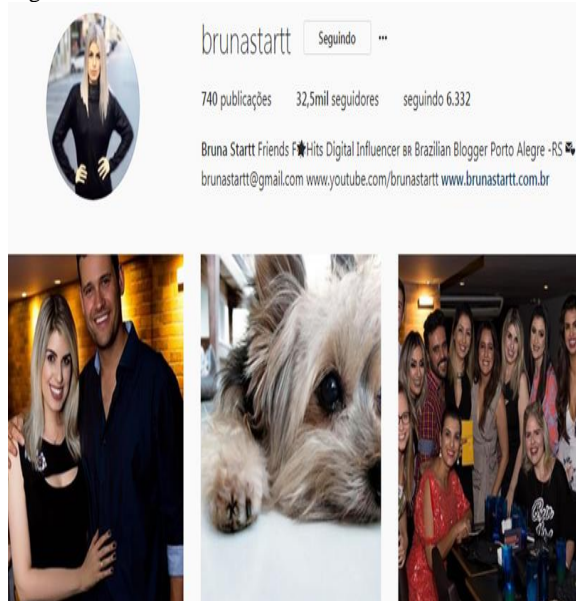 brunastartt Seguindo ···
740 publicações 32,5mil seguidores seguindo 6.332
Bruna Startt Friends F★Hits Digital Influencer BR Brazilian Blogger Porto Alegre -RS
brunastartt@gmail.com www.youtube.com/brunastartt www.brunastartt.com.br